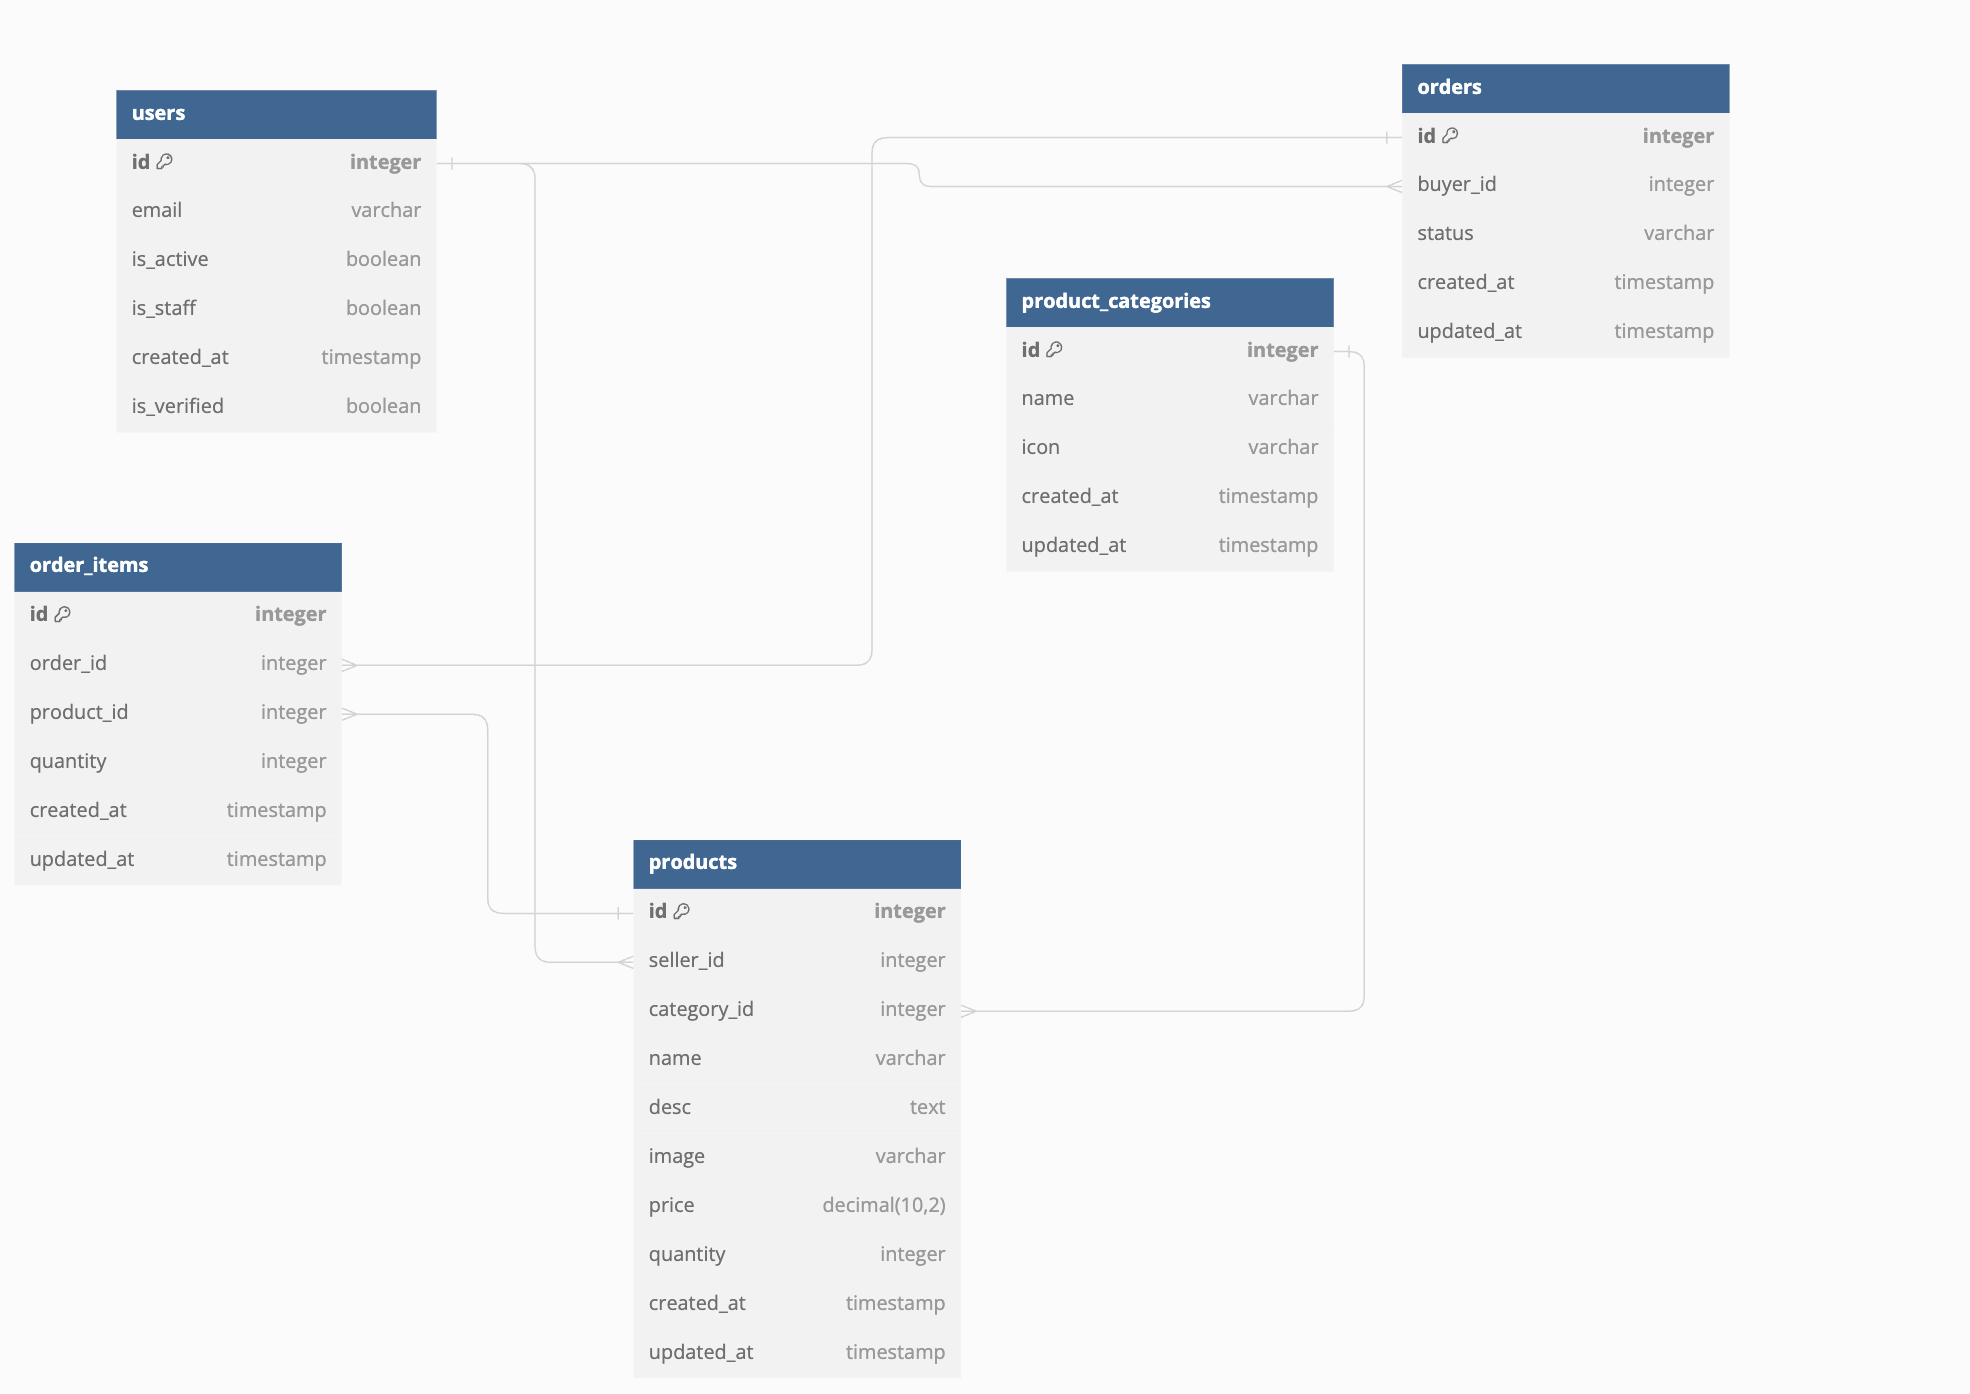 users
id integer
email varchar
is_active boolean
is_staff boolean
created_at timestamp
is_verified boolean
orders
id integer
buyer_id integer
status varchar
created_at timestamp
updated_at timestamp
product_categories
id integer
name varchar
icon varchar
created_at timestamp
updated_at timestamp
order_items
id integer
order_id integer
product_id integer
quantity integer
created_at timestamp
updated_at timestamp
products
id integer
seller_id integer
category_id integer
name varchar
desc text
image varchar
price decimal(10,2)
quantity integer
created_at timestamp
updated_at timestamp